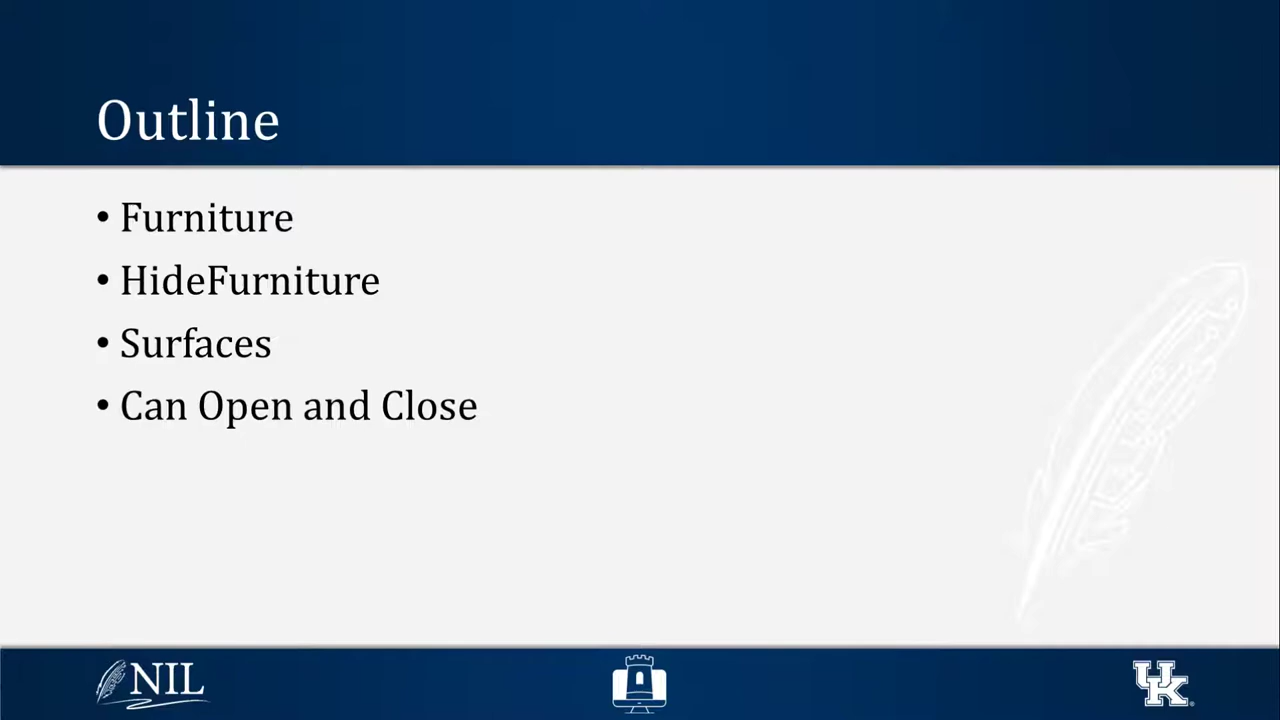 Outline
• Furniture
• HideFurniture
• Surfaces
• Can Open and Close
NIL
UK